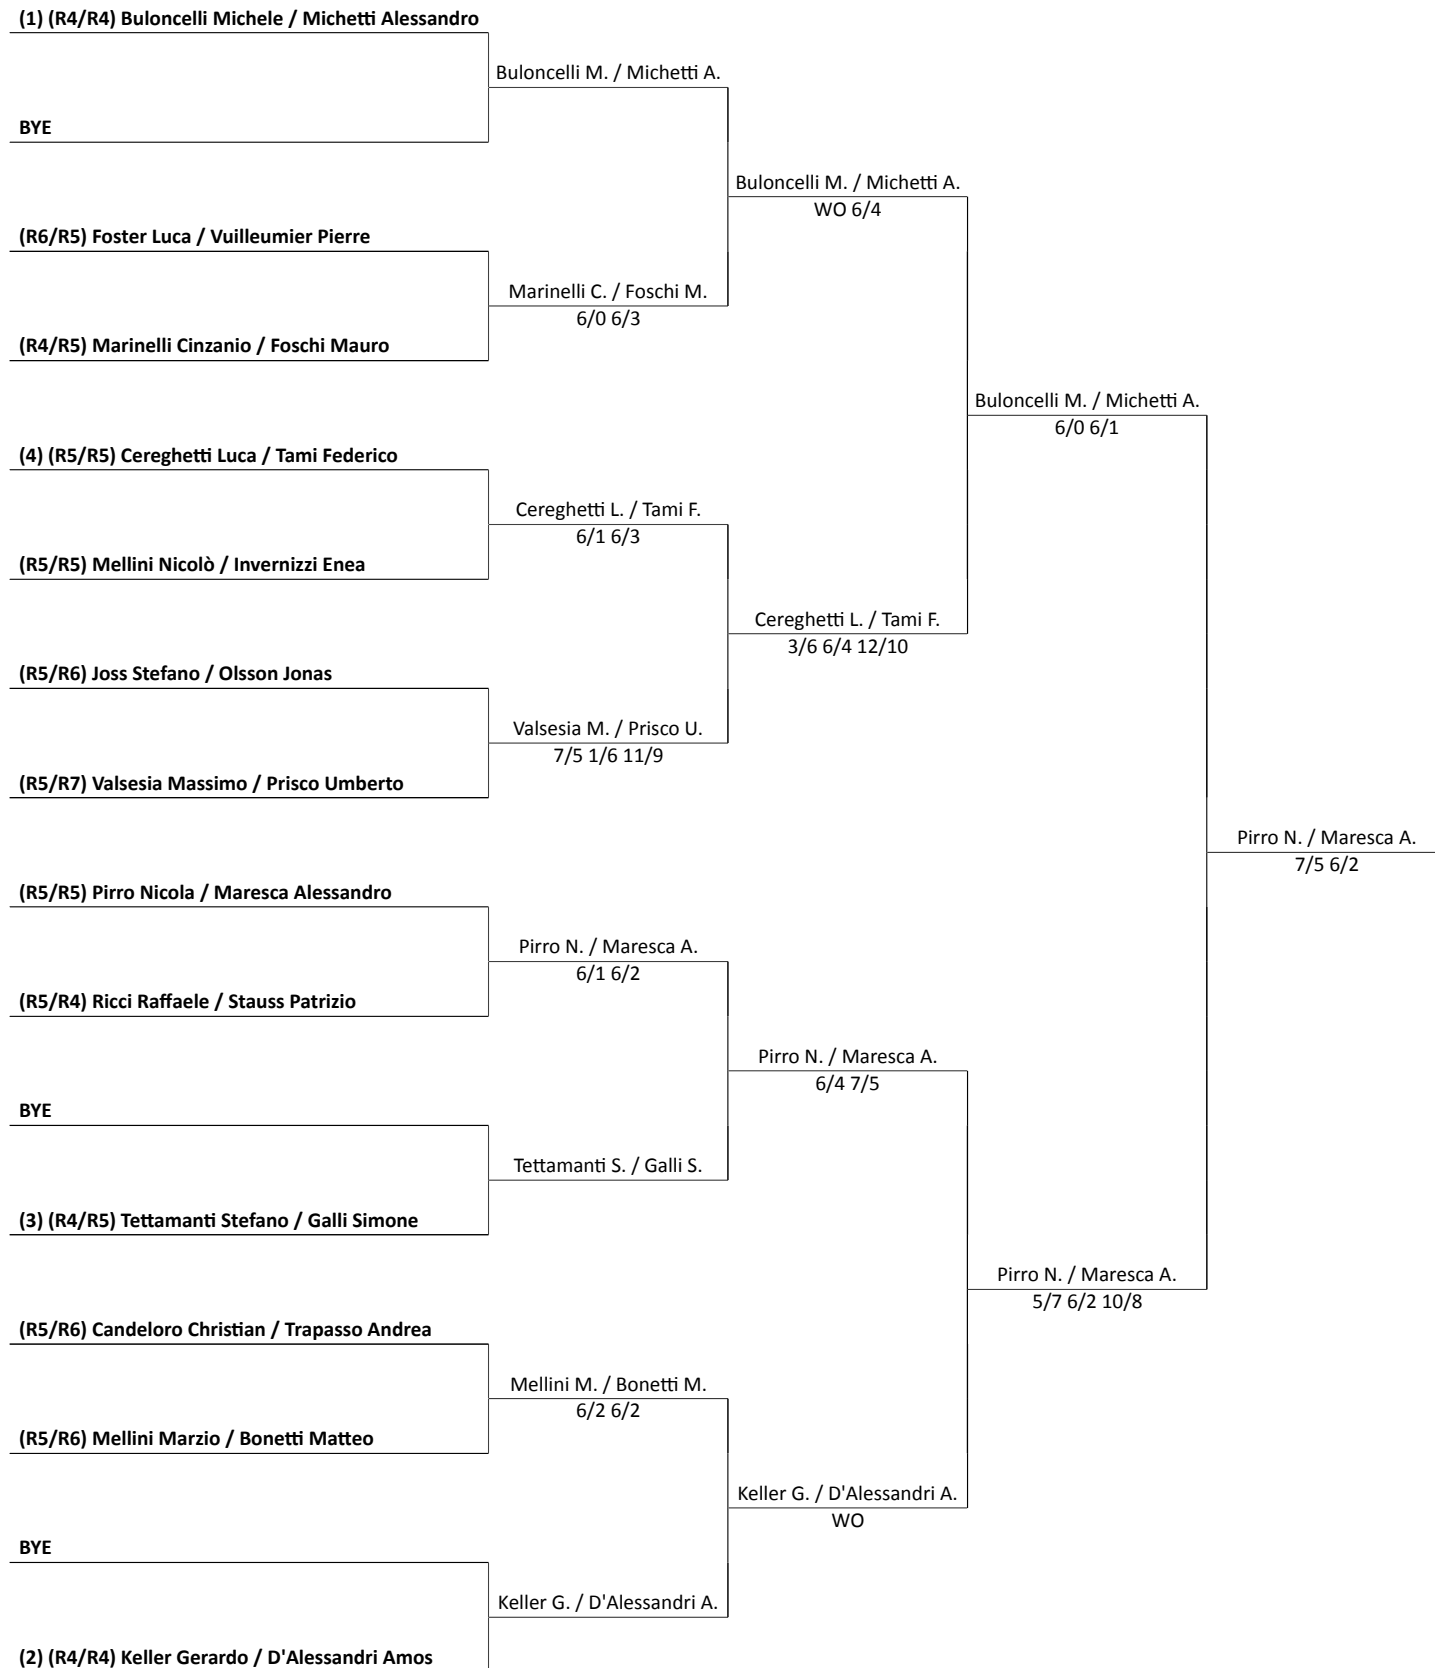 (1) (R4/R4) Buloncelli Michele / Michetti Alessandro
Buloncelli M. / Michetti A.
BYE
Buloncelli M. / Michetti A.
WO 6/4
(R6/R5) Foster Luca / Vuilleumier Pierre
Marinelli C. / Foschi M.
6/0 6/3
(R4/R5) Marinelli Cinzanio / Foschi Mauro
Buloncelli M. / Michetti A.
6/0 6/1
(4) (R5/R5) Cereghetti Luca / Tami Federico
Cereghetti L. / Tami F.
6/1 6/3
(R5/R5) Mellini Nicolò / Invernizzi Enea
Cereghetti L. / Tami F.
3/6 6/4 12/10
(R5/R6) Joss Stefano / Olsson Jonas
Valsesia M. / Prisco U.
7/5 1/6 11/9
(R5/R7) Valsesia Massimo / Prisco Umberto
Pirro N. / Maresca A.
7/5 6/2
(R5/R5) Pirro Nicola / Maresca Alessandro
Pirro N. / Maresca A.
6/1 6/2
(R5/R4) Ricci Raffaele / Stauss Patrizio
Pirro N. / Maresca A.
6/4 7/5
BYE
Tettamanti S. / Galli S.
(3) (R4/R5) Tettamanti Stefano / Galli Simone
Pirro N. / Maresca A.
5/7 6/2 10/8
(R5/R6) Candeloro Christian / Trapasso Andrea
Mellini M. / Bonetti M.
6/2 6/2
(R5/R6) Mellini Marzio / Bonetti Matteo
Keller G. / D'Alessandri A.
WO
BYE
Keller G. / D'Alessandri A.
(2) (R4/R4) Keller Gerardo / D'Alessandri Amos